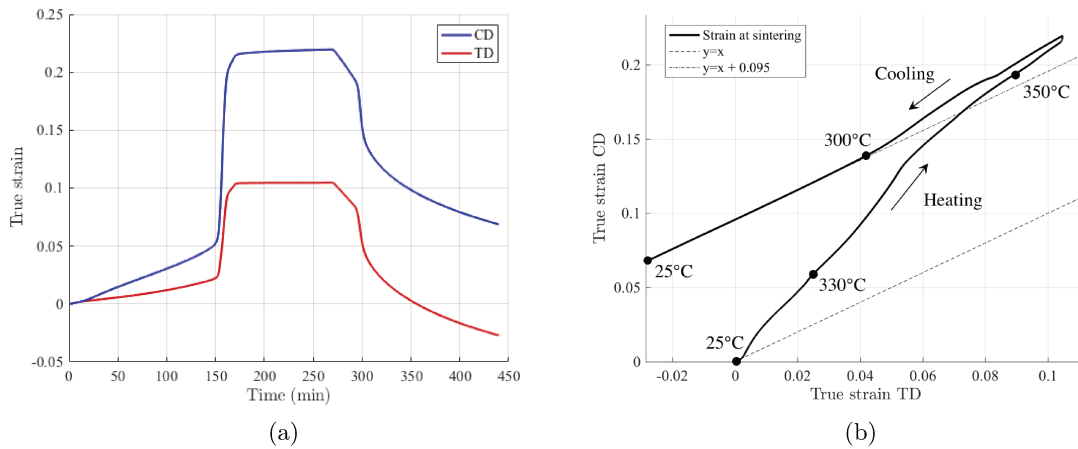 0.25
0.2
0.15
0.1
0.05
0
-0.05
True strain
CD
TD
0 50 100 150 200 250 300 350 400 450
Time (min)
(a)
0.2
0.15
0.1
0.05
0
True strain CD
Strain at sintering
y=x
y=x + 0.095
Cooling
350°C
300°C
Heating
25°C
330°C
25°C
-0.02 0 0.02 0.04 0.06 0.08 0.1
True strain TD
(b)